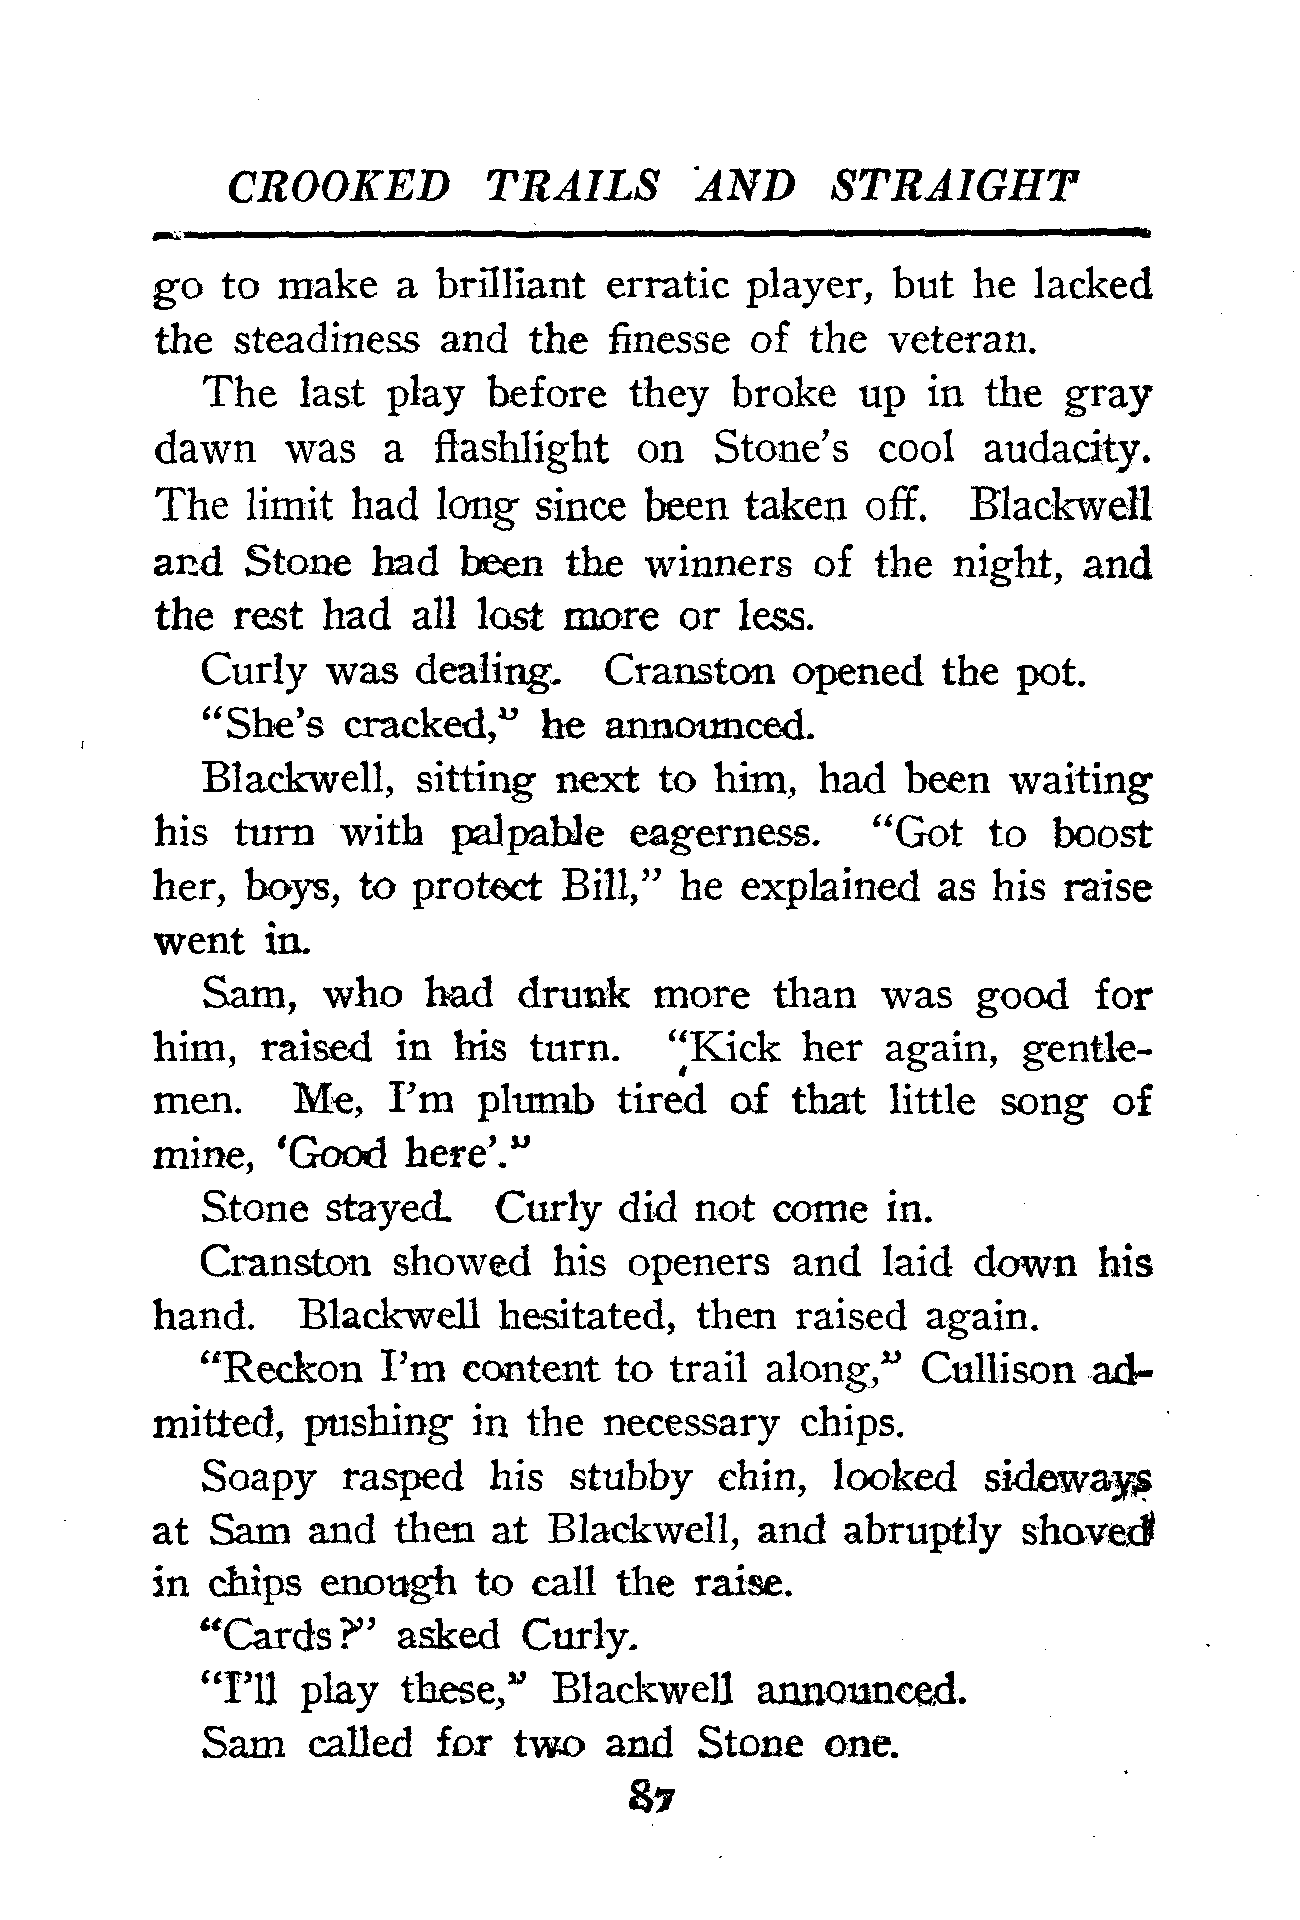 CROOKED TRAILS AND STRAIGHT
go to make a brilliant erratic player, but he lacked
the steadiness and the finesse of the veteran.
The last play before they broke up in the gray
dawn was a flashlight on Stone's cool audacity.
The limit had long since been taken off. Blackwell
and Stone had been the winners of the night, and
the rest had all lost more or less.
Curly was dealing. Cranston opened the pot.
“She's cracked,” he announced.
Blackwell, sitting next to him, had been waiting
his turn with palpable eagerness. “Got to boost
her, boys, to protect Bill,” he explained as his raise
went in.
Sam, who had drunk more than was good for
him, raised in his turn. “Kick her again, gentle-
men. Me, I'm plumb tired of that little song of
mine, ‘Good here’.”
Stone stayed. Curly did not come in.
Cranston showed his openers and laid down his
hand. Blackwell hesitated, then raised again.
“Reckon I'm content to trail along,” Cullison ad-
mitted, pushing in the necessary chips.
Soapy rasped his stubby chin, looked sideways
at Sam and then at Blackwell, and abruptly shoved
in chips enough to call the raise.
“Cards?” asked Curly.
“I'll play these,” Blackwell announced.
Sam called for two and Stone one.
87